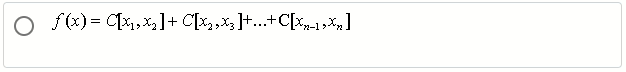 f(x) = C[x₁,x₂]+ C[x₂,x₃]+...+C[xₙ₋₁,xₙ]